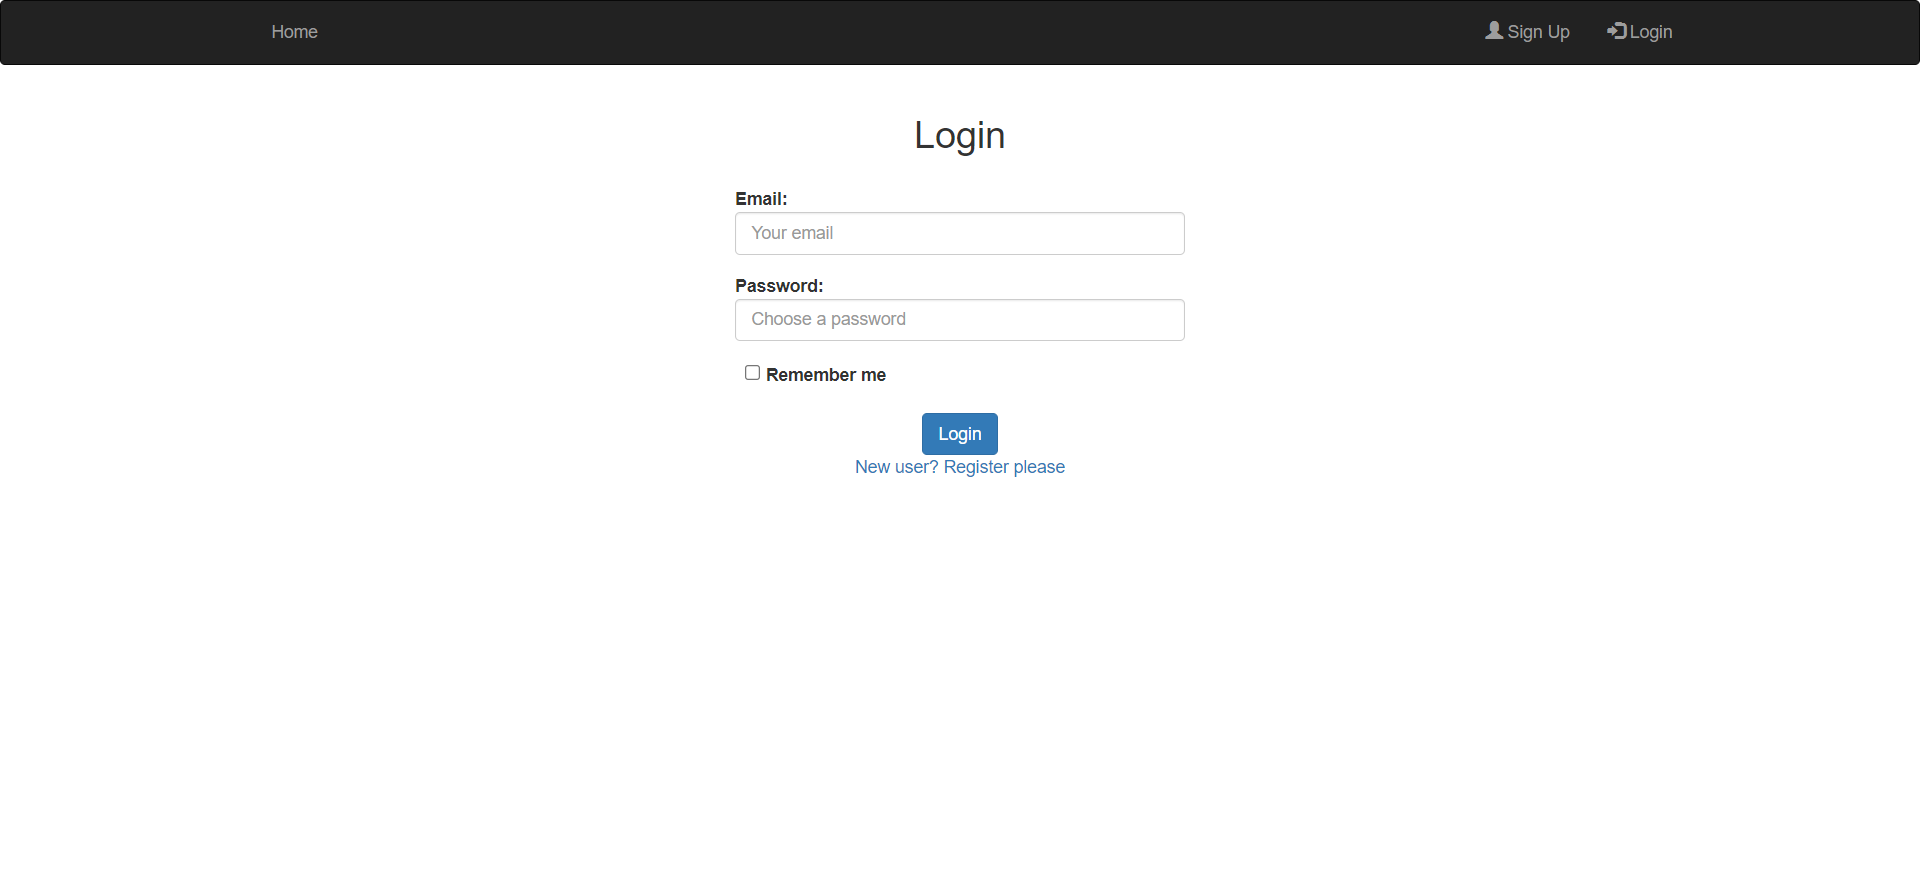 Home Sign Up Login
Login
Email:
Your email
Password:
Choose a password
Remember me
Login
New user? Register please